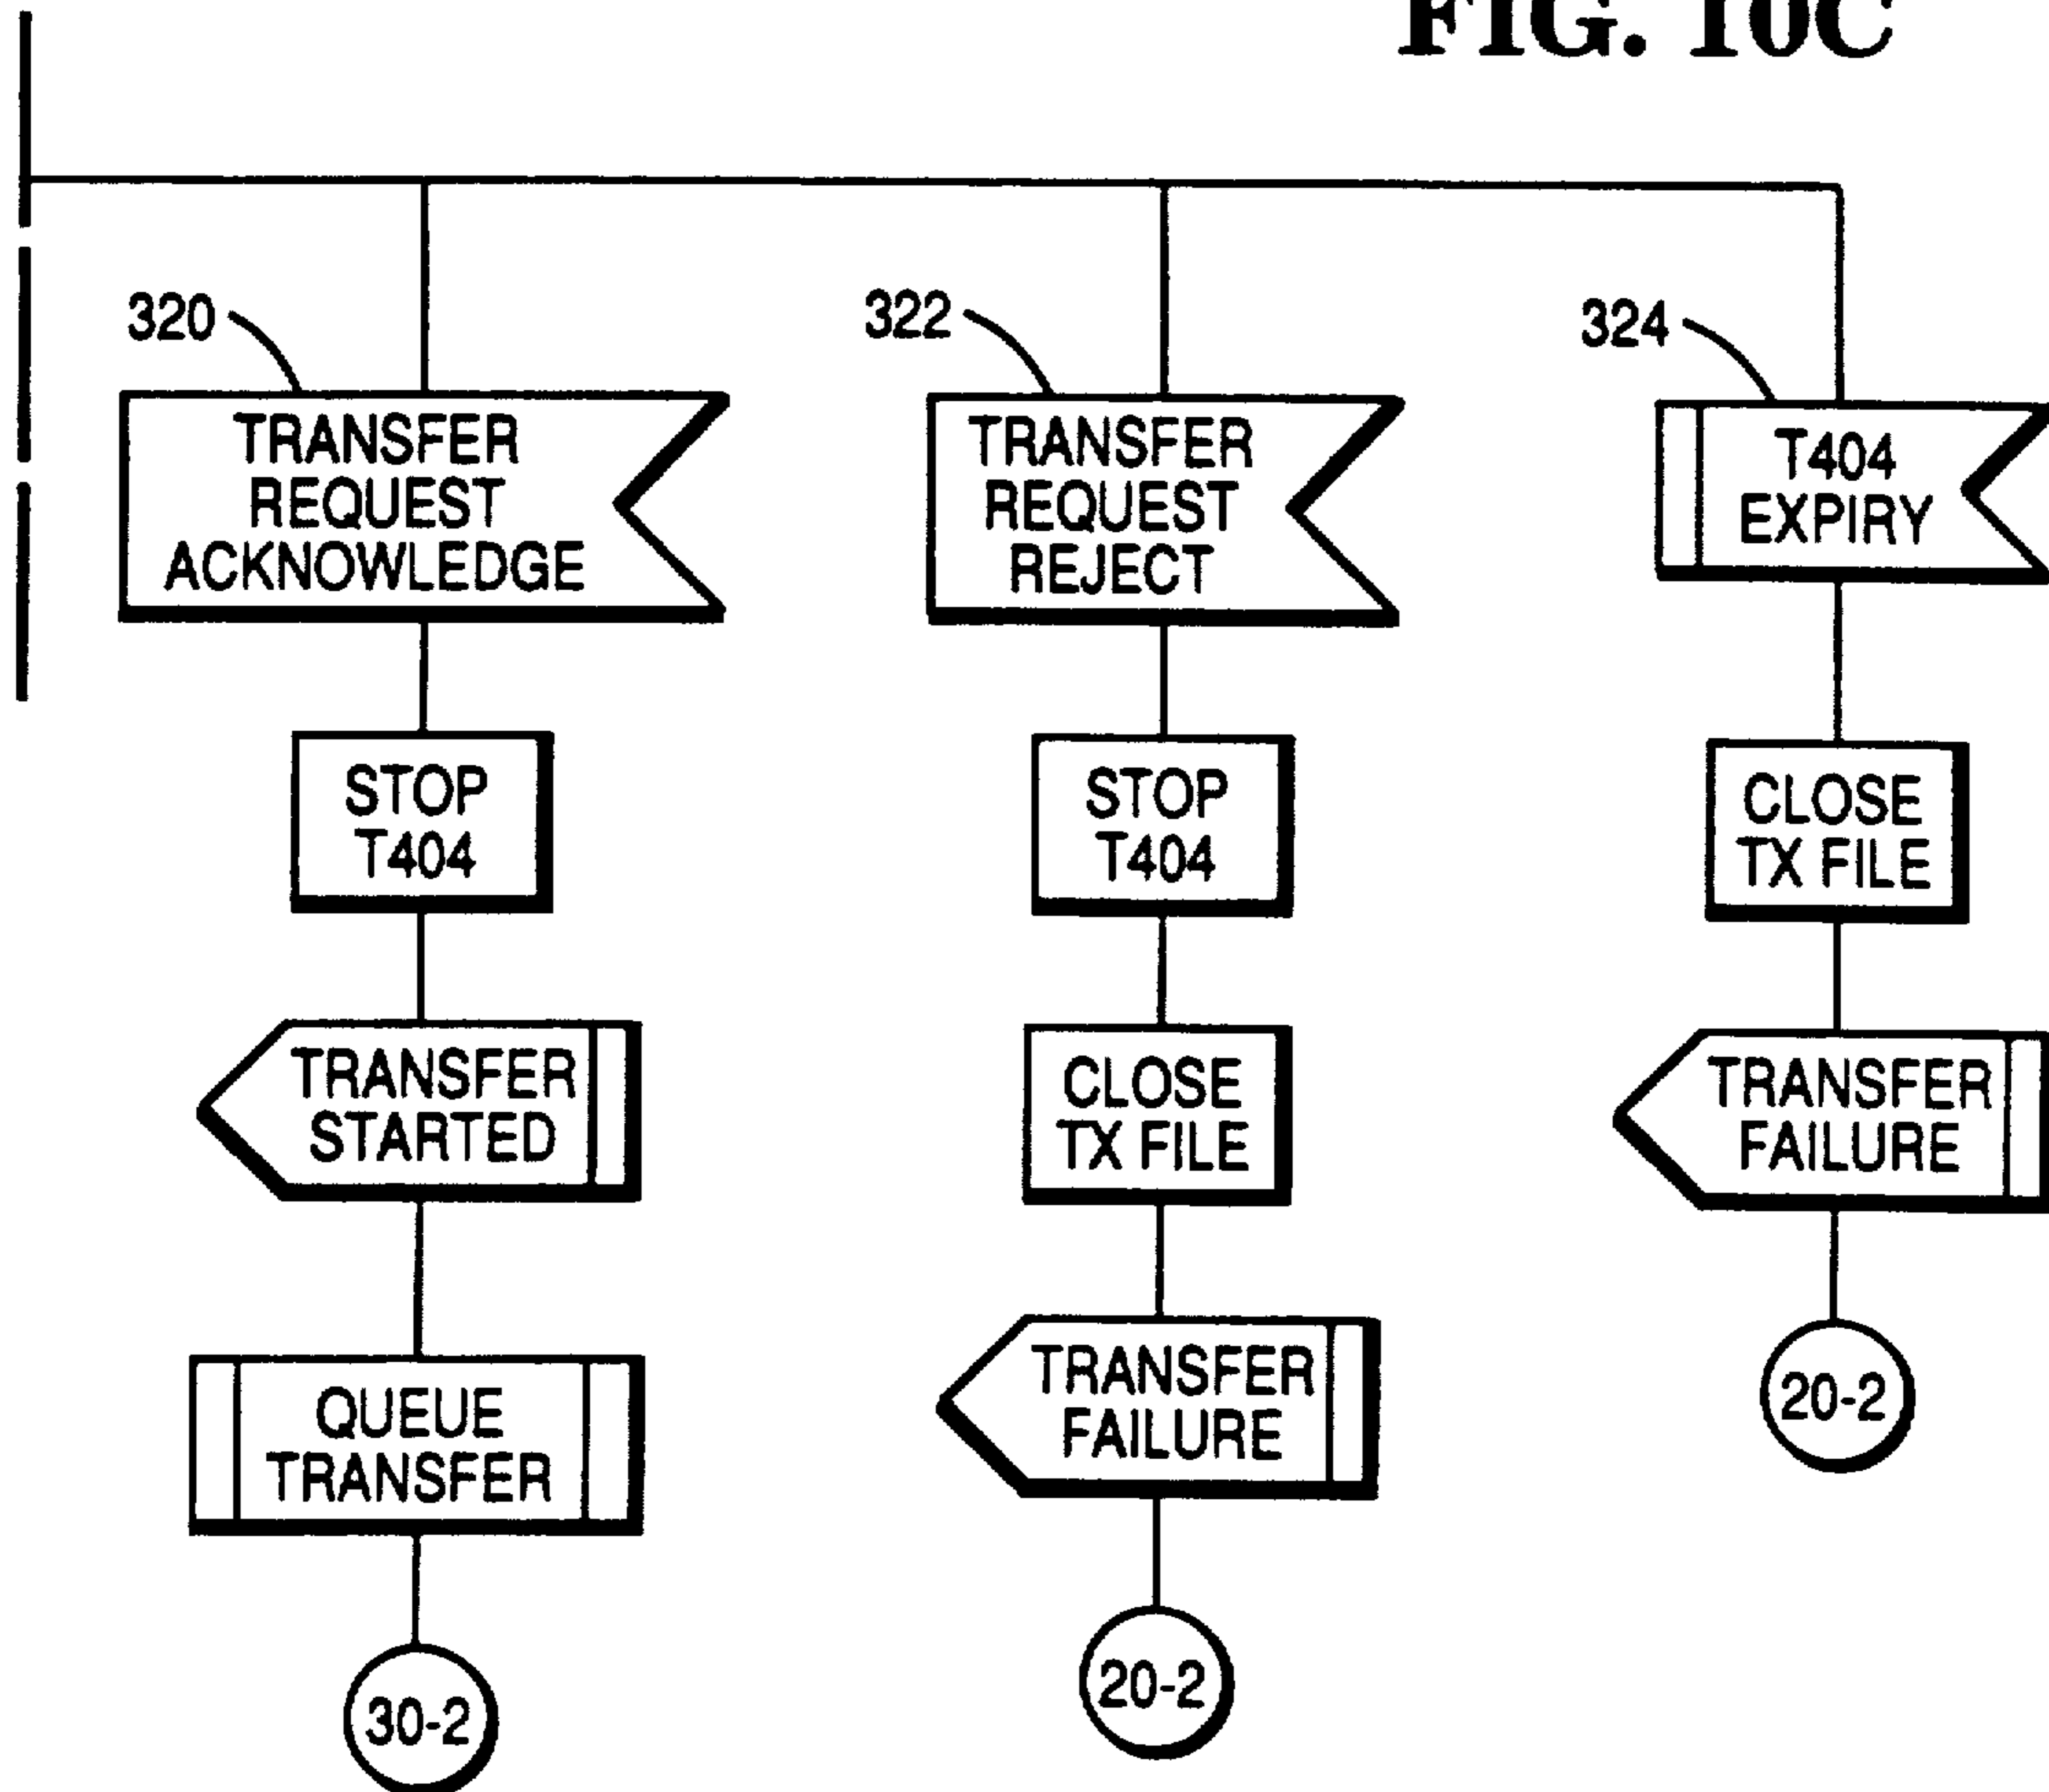 FIG. 10C
320
TRANSFER
REQUEST
ACKNOWLEDGE
STOP
T404
TRANSFER
STARTED
QUEUE
TRANSFER
30-2
322
TRANSFER
REQUEST
REJECT
STOP
T404
CLOSE
TX FILE
TRANSFER
FAILURE
20-2
324
T404
EXPIRY
CLOSE
TX FILE
TRANSFER
FAILURE
20-2